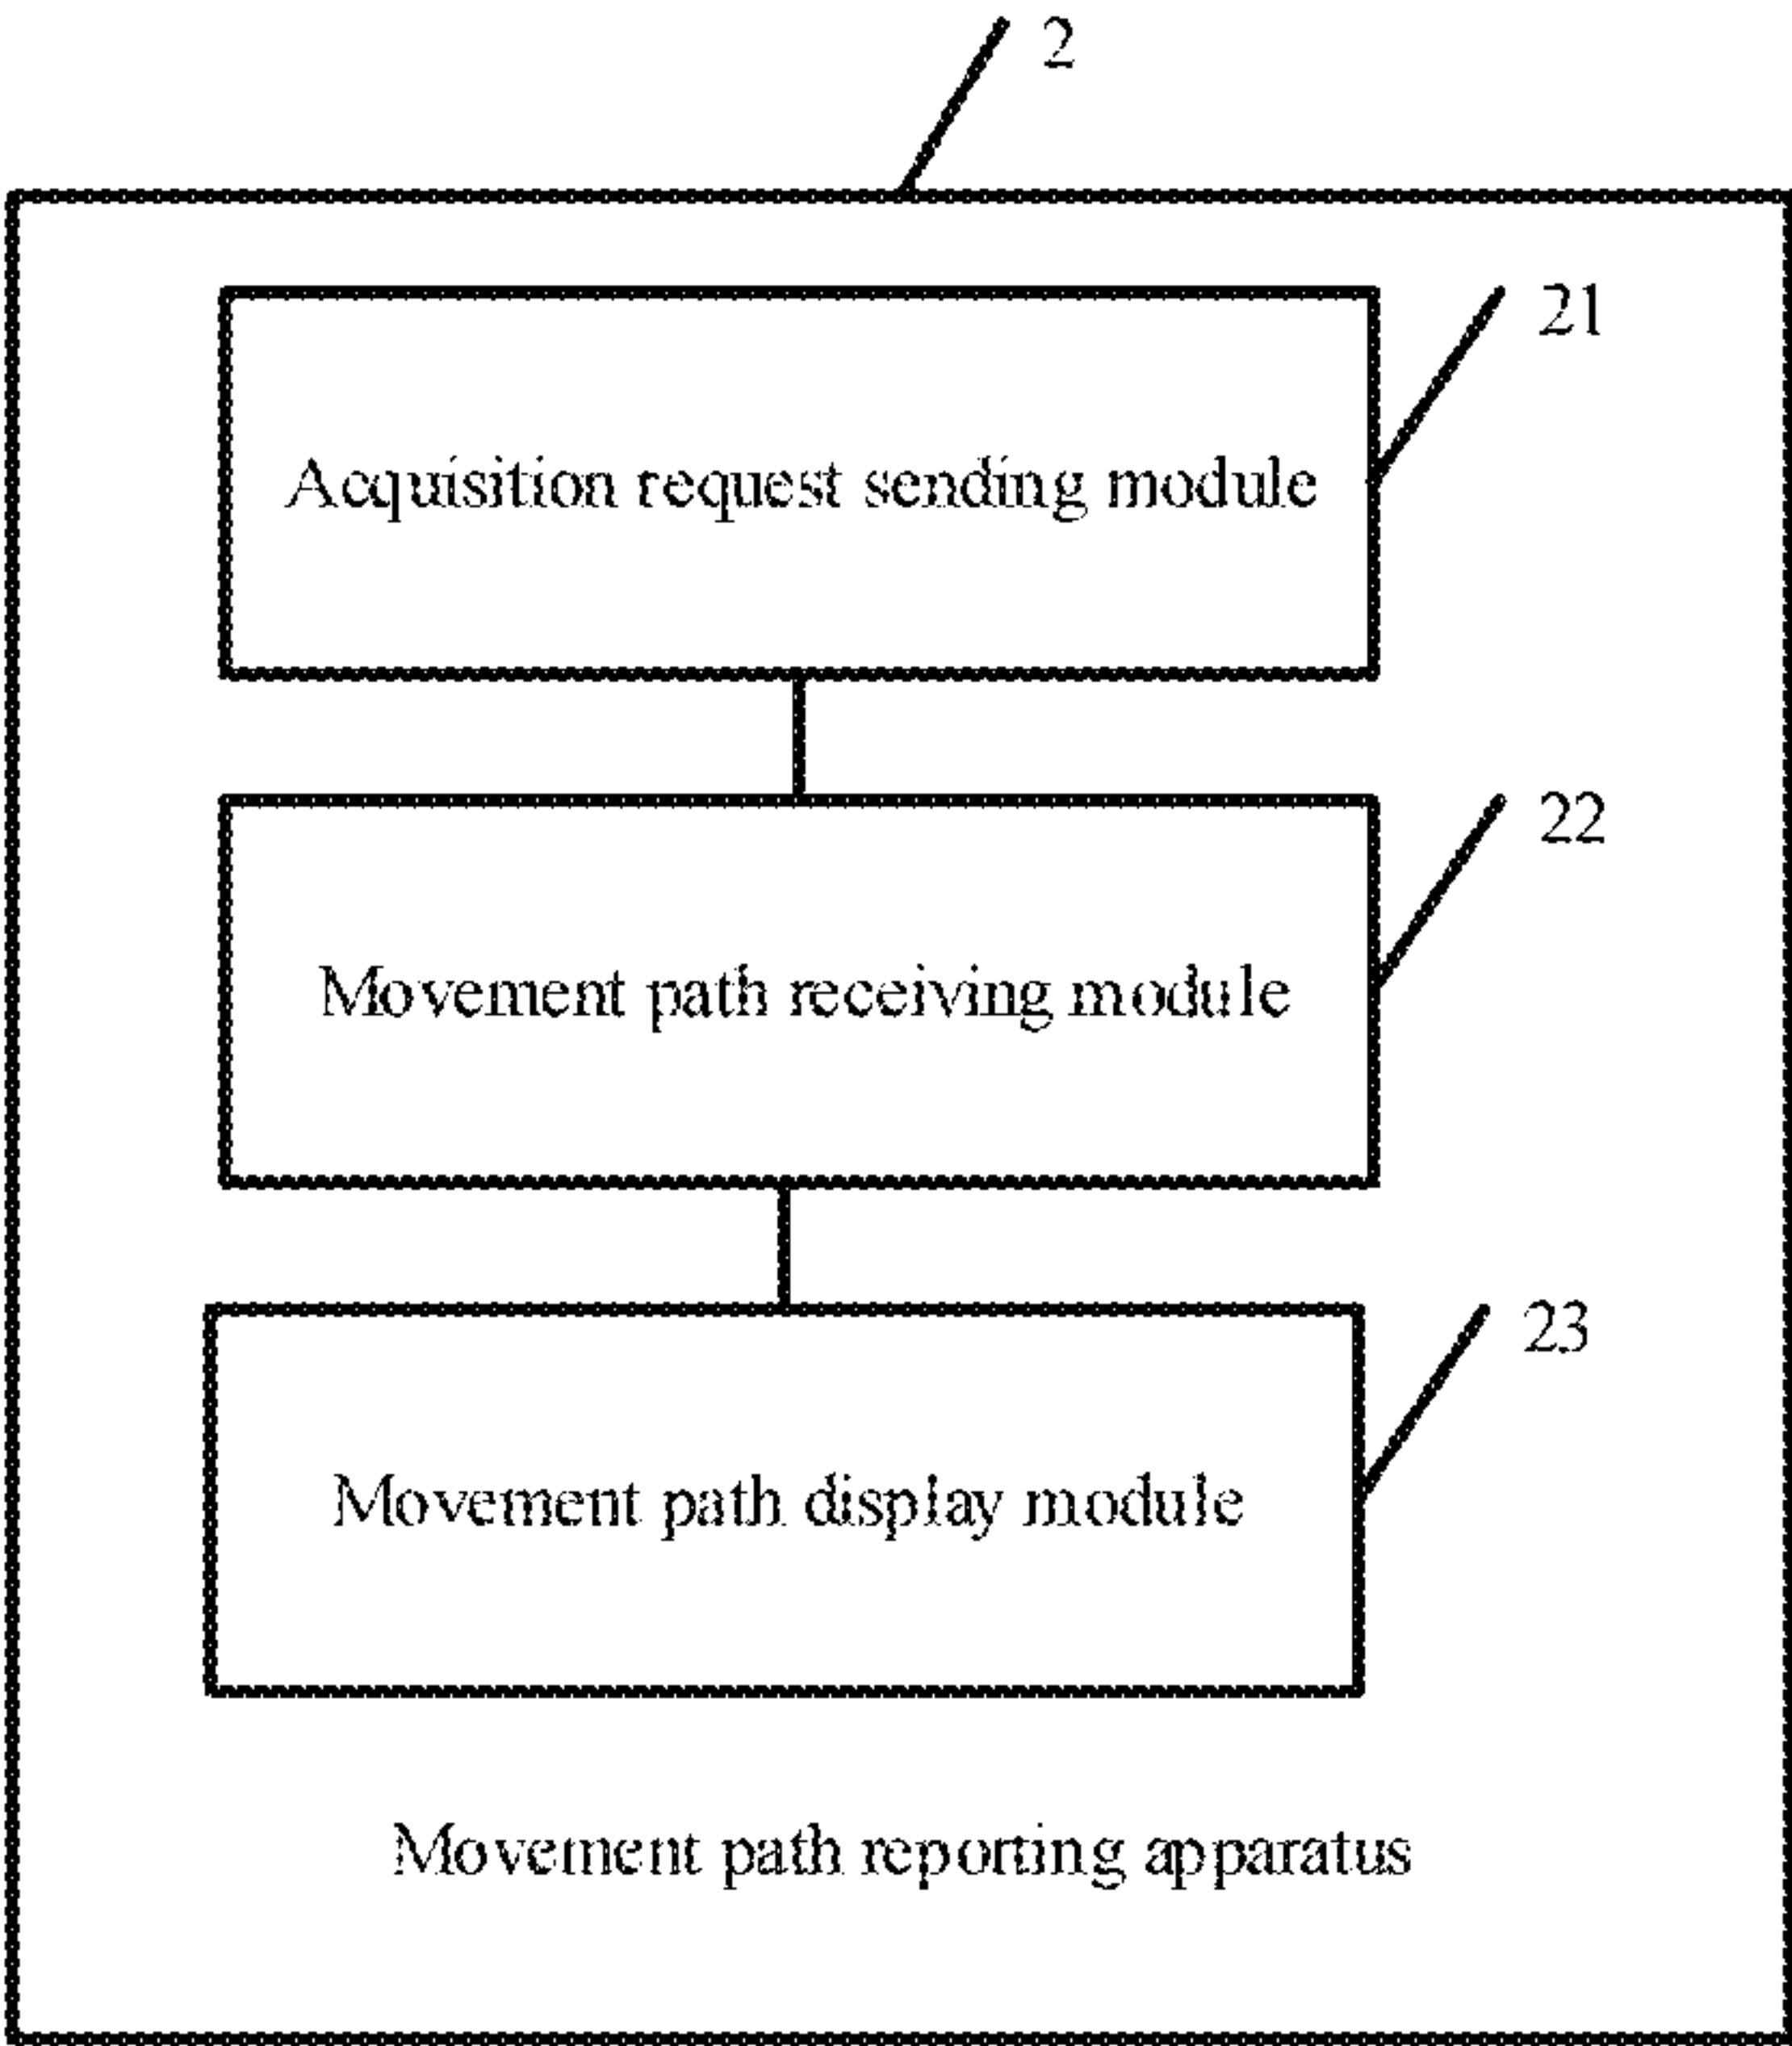 2
21
Acquisition request sending module
22
Movement path receiving module
23
Movement path display module
Movement path reporting apparatus